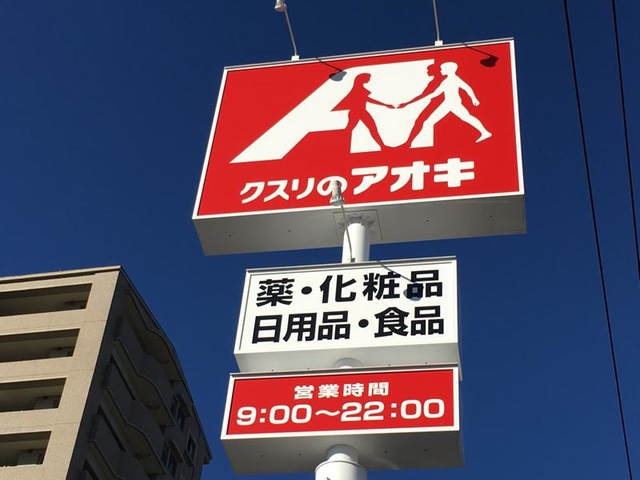 A
クスリのアオキ
薬・化粧品
日用品・食品
営業時間
9:00〜22:00